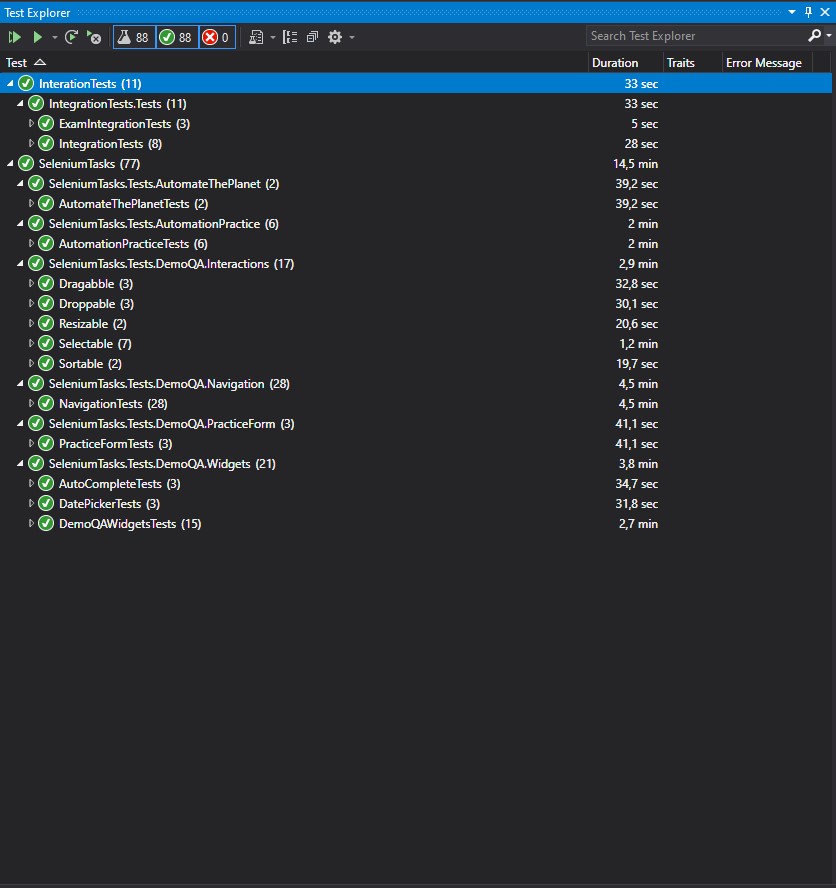 Test Explorer
88 88 0 Search Test Explorer
Test Duration Traits Error Message
InterationTests (11) 33 sec
IntegrationTests.Tests (11) 33 sec
ExamIntegrationTests (3) 5 sec
IntegrationTests (8) 28 sec
SeleniumTasks (77) 14,5 min
SeleniumTasks.Tests.AutomateThePlanet (2) 39,2 sec
AutomateThePlanetTests (2) 39,2 sec
SeleniumTasks.Tests.AutomationPractice (6) 2 min
AutomationPracticeTests (6) 2 min
SeleniumTasks.Tests.DemoQA.Interactions (17) 2,9 min
Dragabble (3) 32,8 sec
Droppable (3) 30,1 sec
Resizable (2) 20,6 sec
Selectable (7) 1,2 min
Sortable (2) 19,7 sec
SeleniumTasks.Tests.DemoQA.Navigation (28) 4,5 min
NavigationTests (28) 4,5 min
SeleniumTasks.Tests.DemoQA.PracticeForm (3) 41,1 sec
PracticeFormTests (3) 41,1 sec
SeleniumTasks.Tests.DemoQA.Widgets (21) 3,8 min
AutoCompleteTests (3) 34,7 sec
DatePickerTests (3) 31,8 sec
DemoQAWidgetsTests (15) 2,7 min